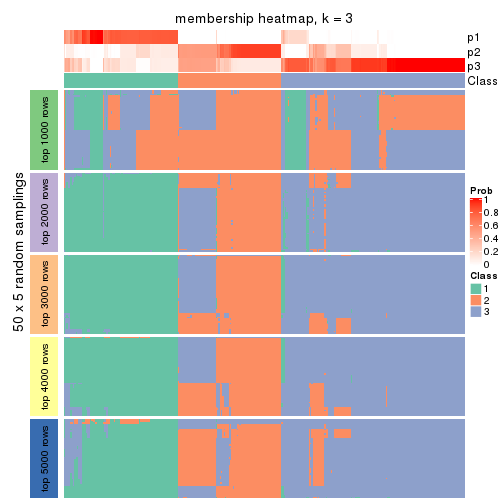 membership heatmap, k = 3
p1
p2
p3
Class
50 x 5 random samplings
top 1000 rows
top 2000 rows
top 3000 rows
top 4000 rows
top 5000 rows
Prob
1
0.8
0.6
0.4
0.2
0
Class
1
2
3